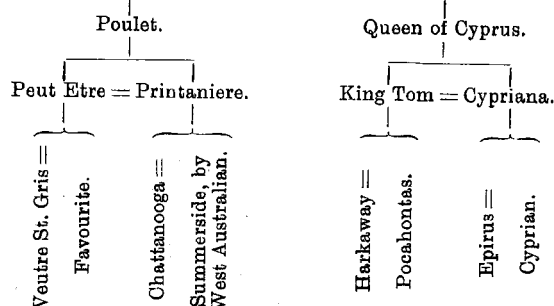 Poulet.
Queen of Cyprus.
Peut Etre = Printaniere.
King Tom = Cypriana.
Veutre St. Gris =
Favourite.
Chattanooga =
Summerside, by
West Australian.
Harkaway =
Pocahontas.
Epirus =
Cyprian.